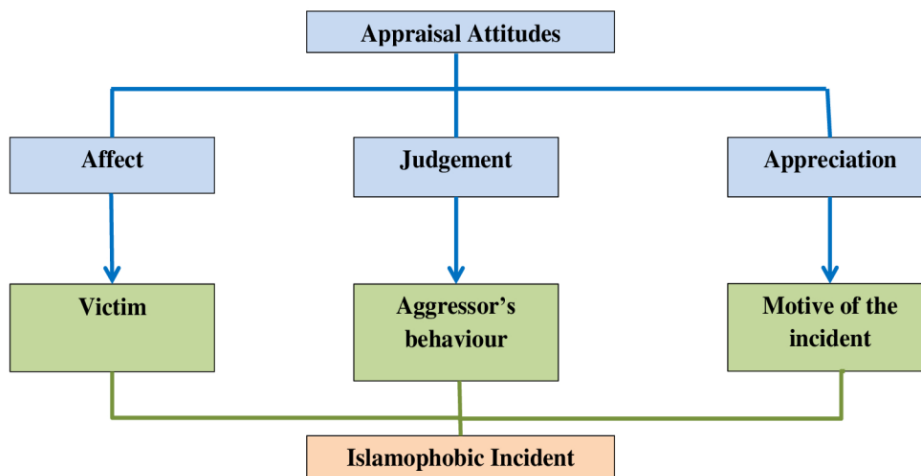 Appraisal Attitudes
Affect
Judgement
Appreciation
Victim
Aggressor’s
behaviour
Motive of the
incident
Islamophobic Incident